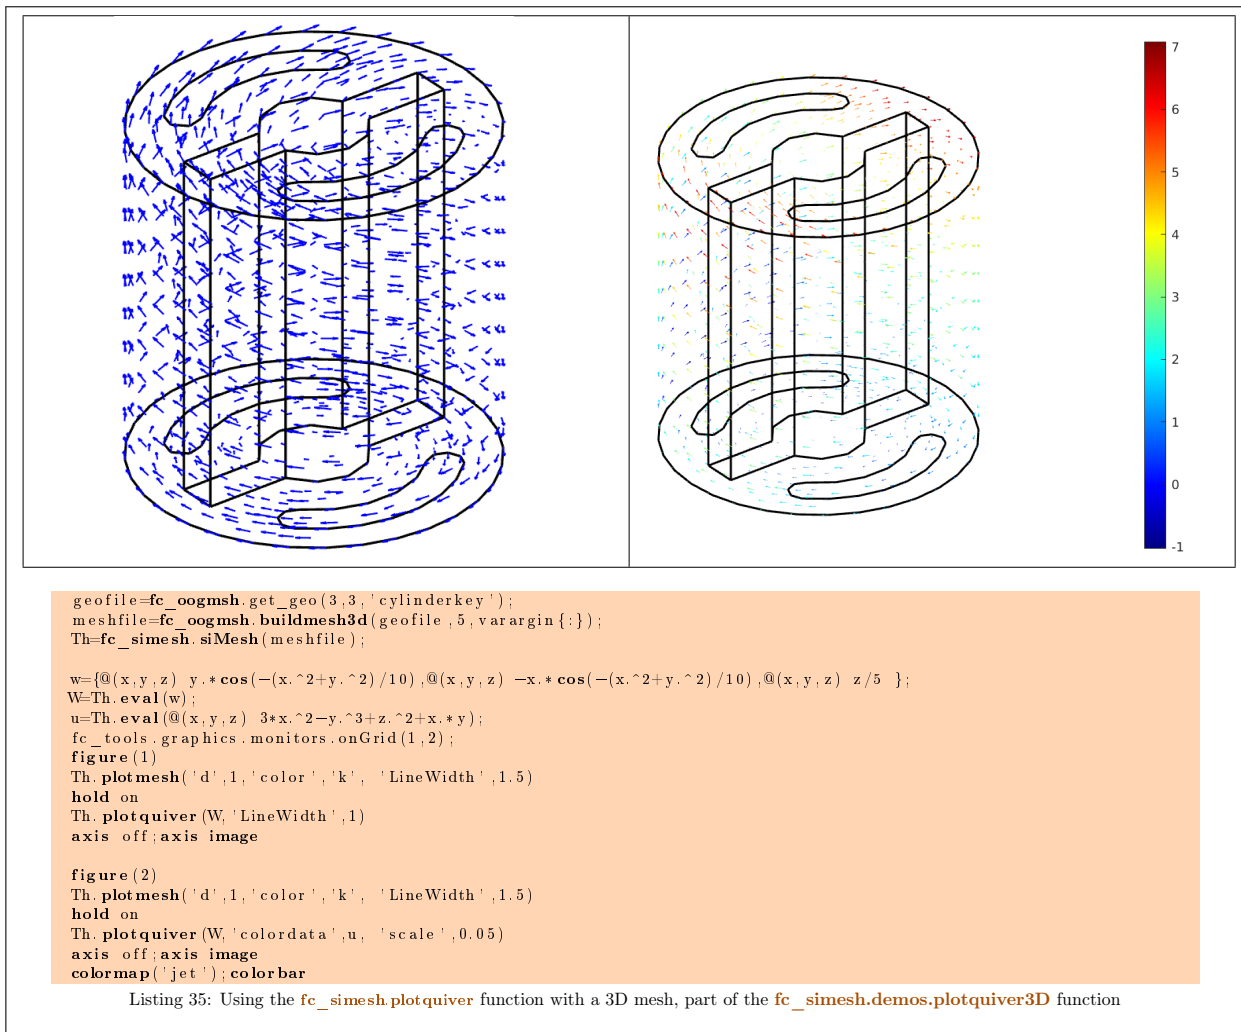 7
6
5
4
3
2
1
0
-1
geofile=fc_oogmsh.get_geo(3,3,'cylinderkey');
meshfile=fc_oogmsh.buildmesh3d(geofile,5,varargin{:});
Th=fc_simesh.siMesh(meshfile);
w={@(x,y,z) y.*cos(-(x.^2+y.^2)/10),@(x,y,z) -x.*cos(-(x.^2+y.^2)/10),@(x,y,z) z/5 };
W=Th.eval(w);
u=Th.eval(@(x,y,z) 3*x.^2-y.^3+z.^2+x.*y);
fc_tools.graphics.monitors.onGrid(1,2);
figure(1)
Th.plotmesh('d',1,'color','k', 'LineWidth',1.5)
hold on
Th.plotquiver(W,'LineWidth',1)
axis off;axis image
figure(2)
Th.plotmesh('d',1,'color','k', 'LineWidth',1.5)
hold on
Th.plotquiver(W,'colordata',u, 'scale',0.05)
axis off;axis image
colormap('jet');colorbar
Listing 35: Using the fc_simesh.plotquiver function with a 3D mesh, part of the fc_simesh.demos.plotquiver3D function